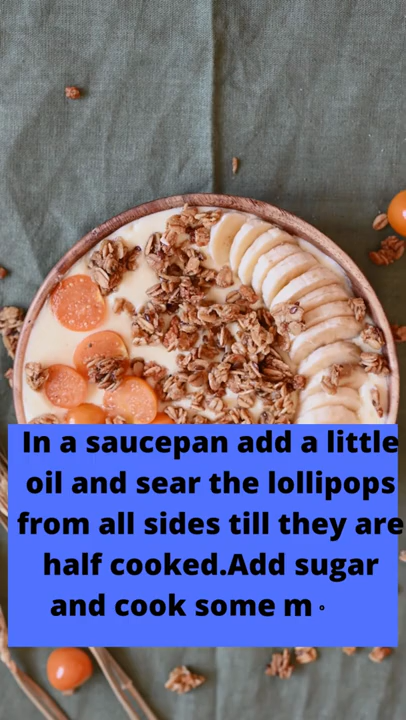 In a saucepan add a little
oil and sear the lollipops
from all sides till they are
half cooked.Add sugar
and cook some m